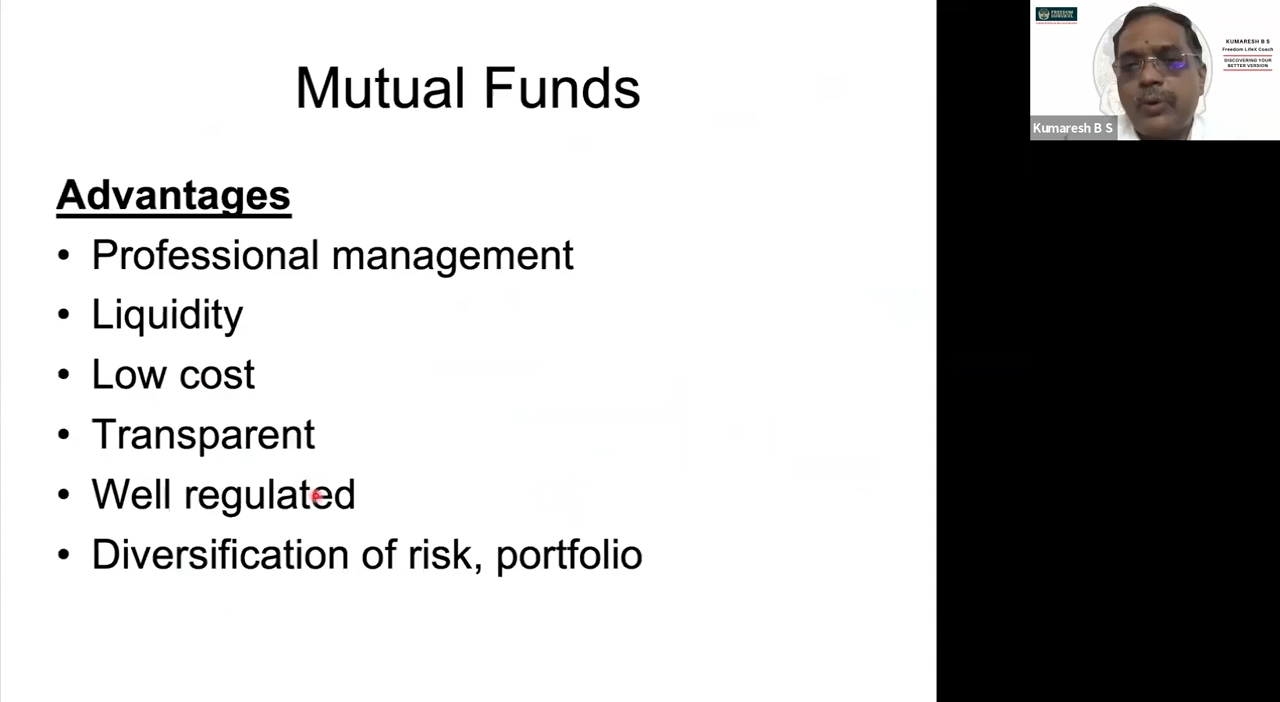 Mutual Funds
Advantages
• Professional management
• Liquidity
• Low cost
• Transparent
• Well regulated
• Diversification of risk, portfolio
FREEDOM
KUMARESH B S
Freedom LifeX Coach
DISCOVERING YOUR
BETTER VERSION
Kumaresh B S